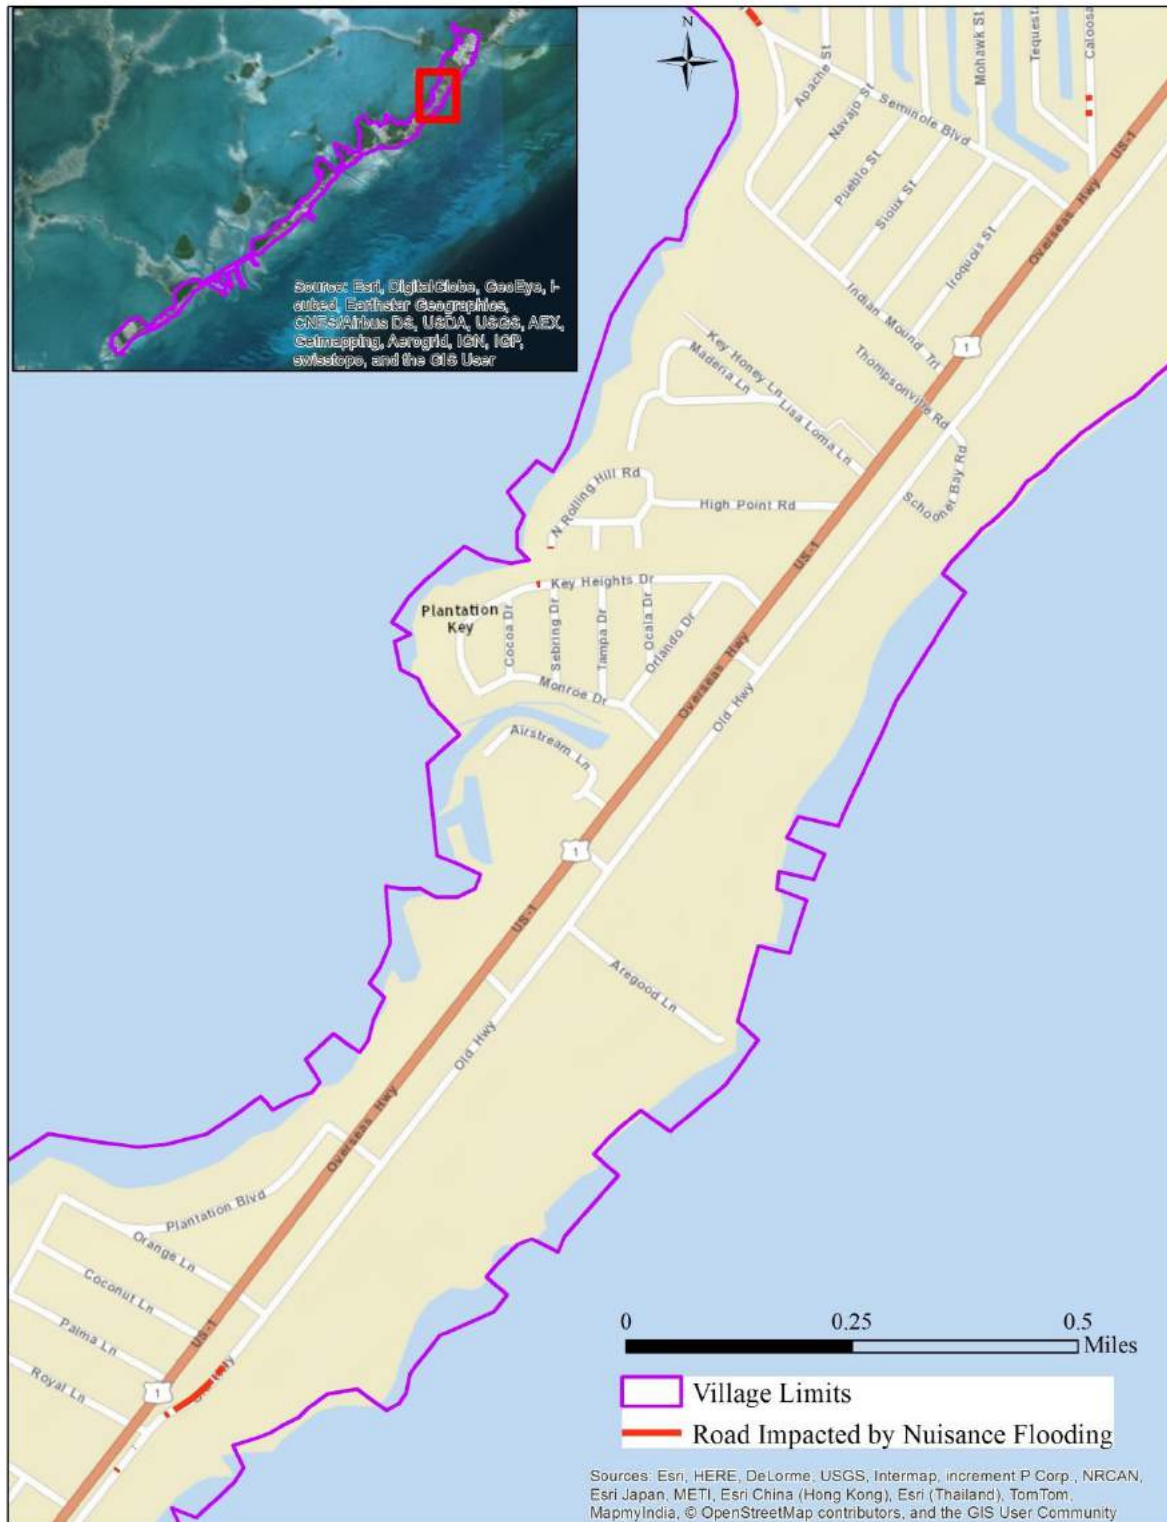 N
Source: Esri, DigitalGlobe, GeoEye, i-
cubed, Earthstar Geographics,
CNES/Airbus DS, USDA, USGS, AEX,
Getmapping, Aerogrid, IGN, IGP,
swisstopo, and the GIS User
Apache St
Navajo St
Pueblo St
Sioux St
Seminole Blvd
Mohawk St
Tequest
Caloosa
US-1
Overseas Hwy
Iroquois St
Indian Mound Trl
1
Thompsonville Rd
Key Honey Ln
Maderia Ln
Lisa Loma Ln
Schooner Bay Rd
N Rolling Hill Rd
High Point Rd
US-1
Key Heights Dr
Plantation
Key
Cocoa Dr
Sebring Dr
Tampa Dr
Ocala Dr
Orlando Dr
Monroe Dr
Overseas Hwy
Old Hwy
Airstream Ln
1
US-1
Aregood Ln
Old Hwy
Overseas Hwy
Plantation Blvd
Orange Ln
Coconut Ln
Palma Ln
Royal Ln
US-1
1
0
0.25
0.5
Miles
Village Limits
Road Impacted by Nuisance Flooding
Sources: Esri, HERE, DeLorme, USGS, Intermap, increment P Corp., NRCAN,
Esri Japan, METI, Esri China (Hong Kong), Esri (Thailand), TomTom,
MapmyIndia, © OpenStreetMap contributors, and the GIS User Community